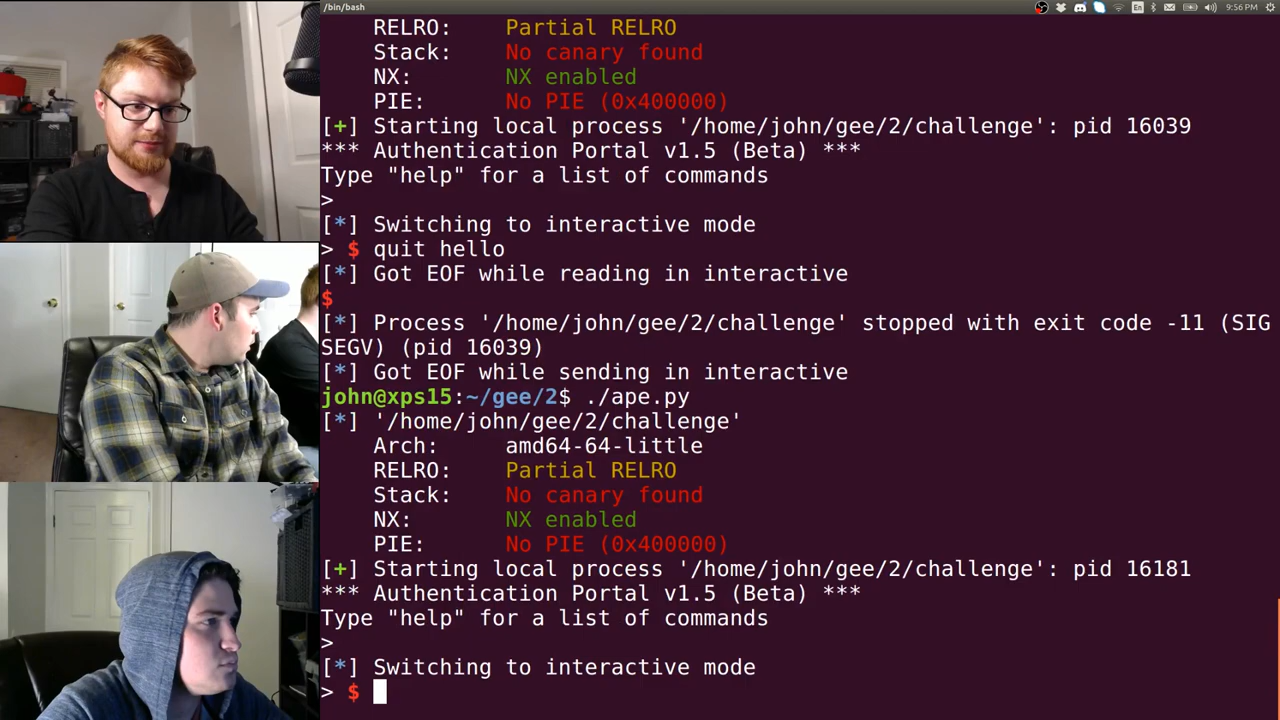 /bin/bash
En
9:56 PM
RELRO: Partial RELRO
Stack: No canary found
NX: NX enabled
PIE: No PIE (0x400000)
[+] Starting local process '/home/john/gee/2/challenge': pid 16039
*** Authentication Portal v1.5 (Beta) ***
Type "help" for a list of commands
>
[*] Switching to interactive mode
> $ quit hello
[*] Got EOF while reading in interactive
$
[*] Process '/home/john/gee/2/challenge' stopped with exit code -11 (SIG
SEGV) (pid 16039)
[*] Got EOF while sending in interactive
john@xps15:~/gee/2$ ./ape.py
[*] '/home/john/gee/2/challenge'
Arch: amd64-64-little
RELRO: Partial RELRO
Stack: No canary found
NX: NX enabled
PIE: No PIE (0x400000)
[+] Starting local process '/home/john/gee/2/challenge': pid 16181
*** Authentication Portal v1.5 (Beta) ***
Type "help" for a list of commands
>
[*] Switching to interactive mode
> $